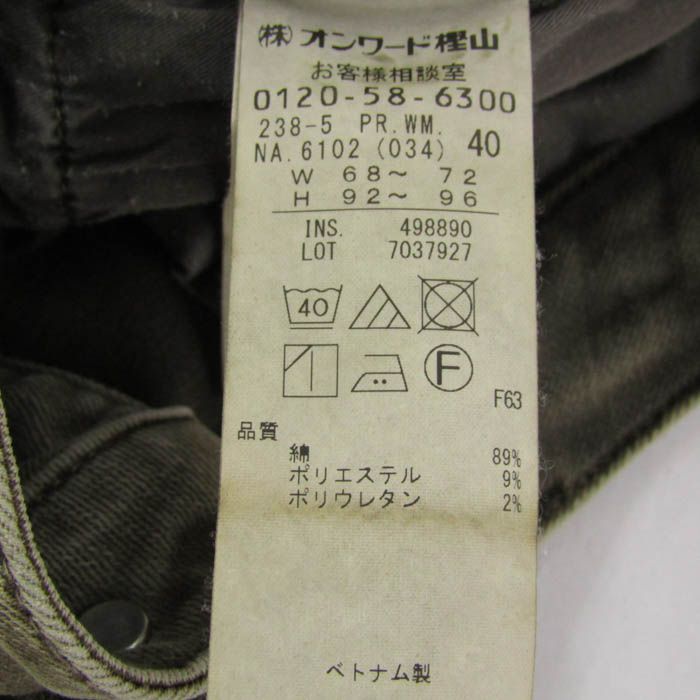 (株)オンワード樫山
お客様相談室
0120-58-6300
238-5 PR.WM.
NA.6102 (034) 40
W 68〜 72
H 92〜 96
INS. 498890
LOT 7037927
40
F
F63
品質
綿 89%
ポリエステル 9%
ポリウレタン 2%
ベトナム製